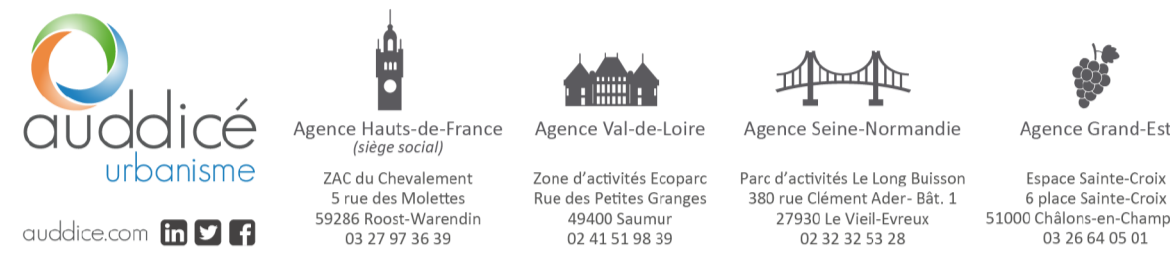 auddicé
urbanisme
auddice.com
Agence Hauts-de-France
(siège social)
ZAC du Chevalement
5 rue des Molettes
59286 Roost-Warendin
03 27 97 36 39
Agence Val-de-Loire
Zone d'activités Ecoparc
Rue des Petites Granges
49400 Saumur
02 41 51 98 39
Agence Seine-Normandie
Parc d'activités Le Long Buisson
380 rue Clément Ader- Bât. 1
27930 Le Vieil-Evreux
02 32 32 53 28
Agence Grand-Est
Espace Sainte-Croix
6 place Sainte-Croix
51000 Châlons-en-Champ
03 26 64 05 01